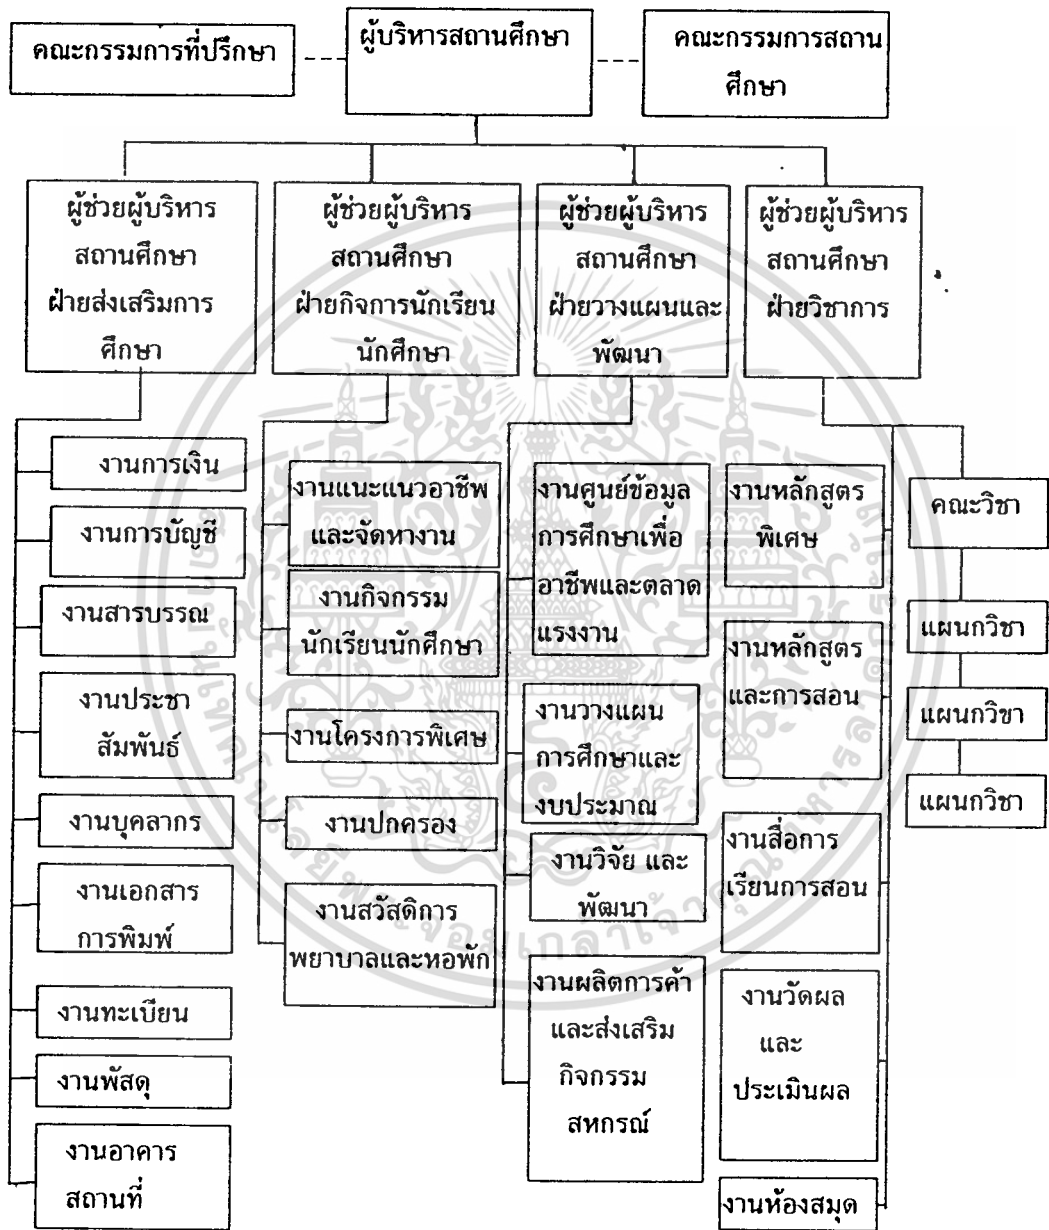 คณะกรรมการที่ปรึกษา
ผู้บริหารสถานศึกษา
คณะกรรมการสถาน
ศึกษา
ผู้ช่วยผู้บริหาร
สถานศึกษา
ฝ่ายส่งเสริมการ
ศึกษา
ผู้ช่วยผู้บริหาร
สถานศึกษา
ฝ่ายกิจการนักเรียน
นักศึกษา
ผู้ช่วยผู้บริหาร
สถานศึกษา
ฝ่ายวางแผนและ
พัฒนา
ผู้ช่วยผู้บริหาร
สถานศึกษา
ฝ่ายวิชาการ
งานการเงิน
งานการบัญชี
งานสารบรรณ
งานประชา
สัมพันธ์
งานบุคลากร
งานเอกสาร
การพิมพ์
งานทะเบียน
งานพัสดุ
งานอาคาร
สถานที่
งานแนะแนวอาชีพ
และจัดหางาน
งานกิจกรรม
นักเรียนนักศึกษา
งานโครงการพิเศษ
งานปกครอง
งานสวัสดิการ
พยาบาลและหอพัก
งานศูนย์ข้อมูล
การศึกษาเพื่อ
อาชีพและตลาด
แรงงาน
งานวางแผน
การศึกษาและ
งบประมาณ
งานวิจัย และ
พัฒนา
งานผลิตการค้า
และส่งเสริม
กิจกรรม
สหกรณ์
งานหลักสูตร
พิเศษ
งานหลักสูตร
และการสอน
งานสื่อการ
เรียนการสอน
งานวัดผล
และ
ประเมินผล
งานห้องสมุด
คณะวิชา
แผนกวิชา
แผนกวิชา
แผนกวิชา